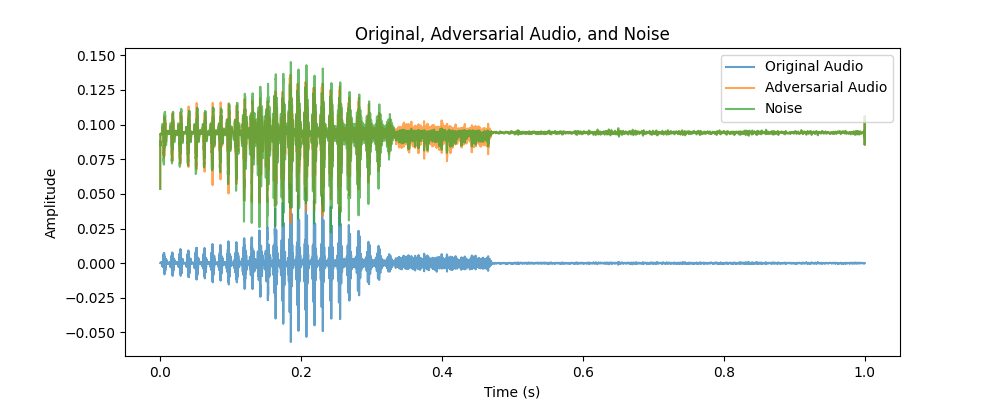 Original, Adversarial Audio, and Noise
Original Audio
Adversarial Audio
Noise
0.150
0.125
0.100
0.075
0.050
0.025
0.000
−0.025
−0.050
Amplitude
0.0 0.2 0.4 0.6 0.8 1.0
Time (s)